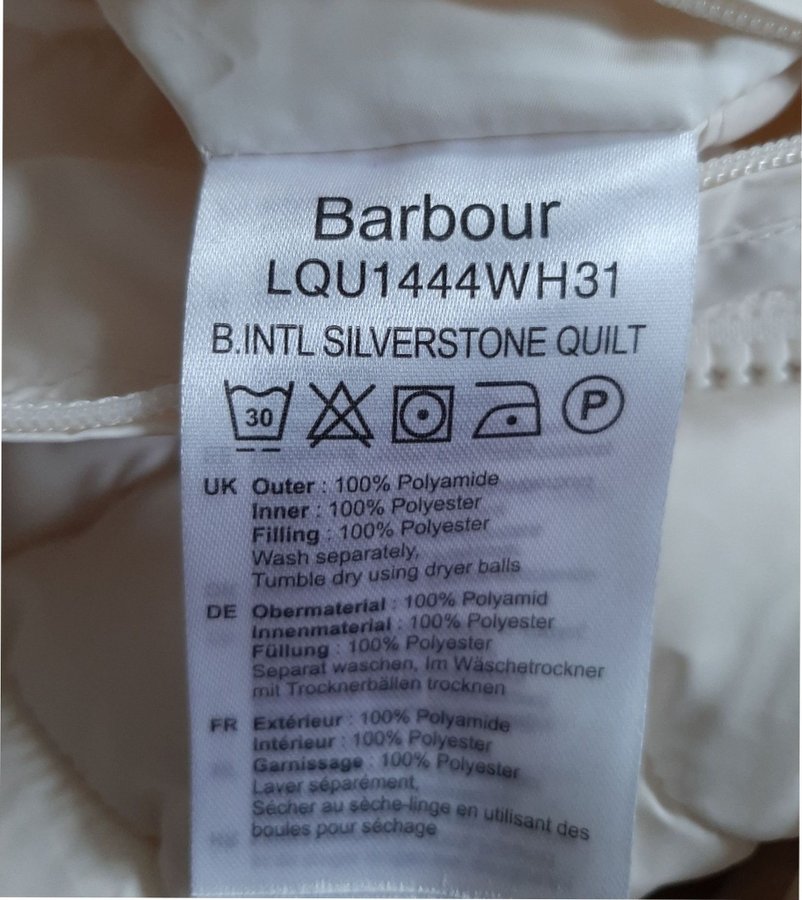 Barbour
LQU1444WH31
B.INTL SILVERSTONE QUILT
30 P
UK Outer : 100% Polyamide
Inner : 100% Polyester
Filling : 100% Polyester
Wash separately,
Tumble dry using dryer balls
DE Obermaterial : 100% Polyamid
Innenmaterial : 100% Polyester
Füllung : 100% Polyester
Separat waschen, Im Wäschetrockner
mit Trocknerbällen trocknen
FR Extérieur : 100% Polyamide
Intérieur : 100% Polyester
Garnissage : 100% Polyester
Laver séparément,
Sécher au sèche-linge en utilisant des
boules pour séchage